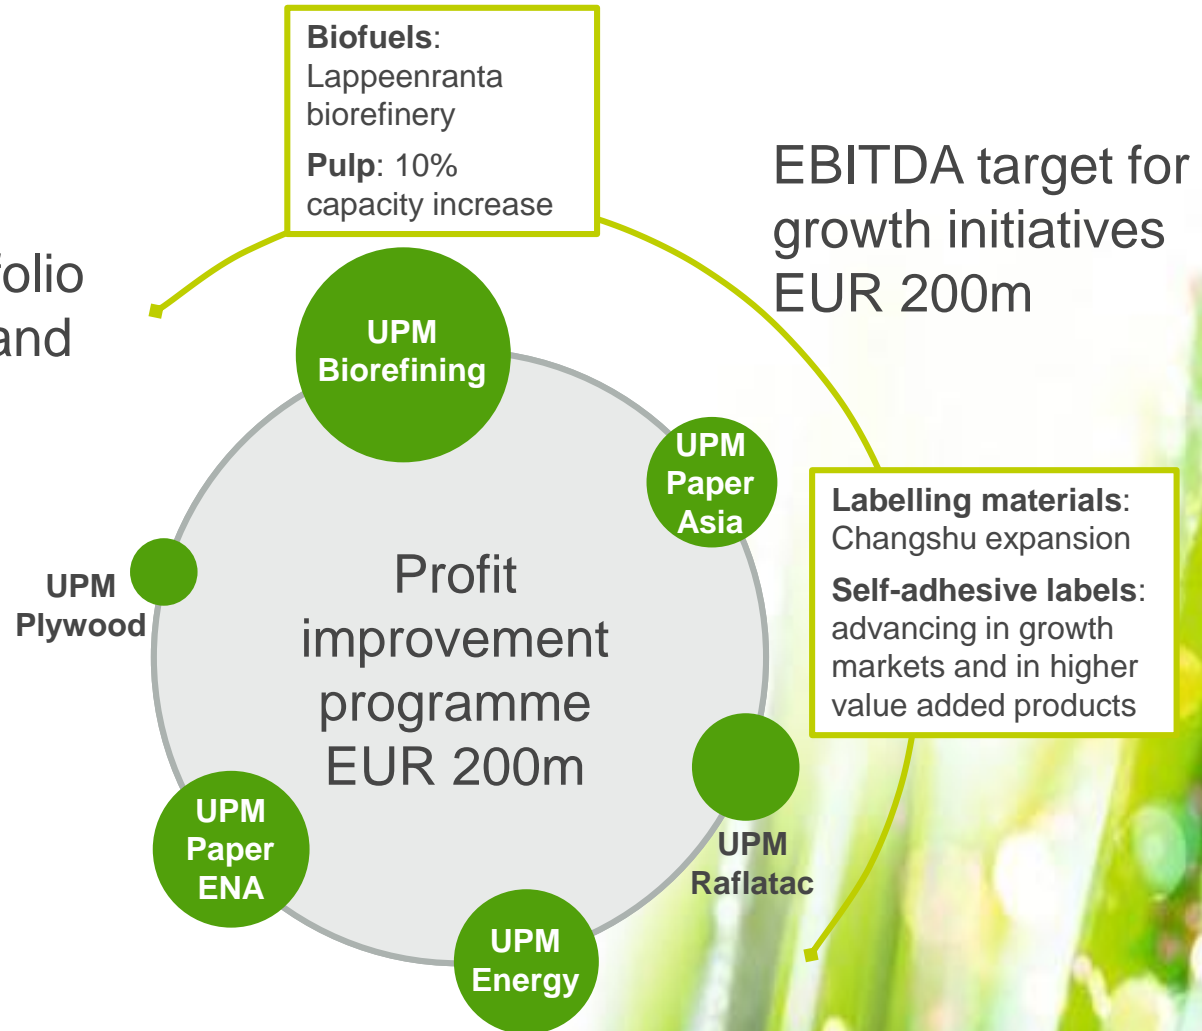 Biofuels:
Lappeenranta
biorefinery
Pulp: 10%
capacity increase
EBITDA target for
growth initiatives
EUR 200m
folio
and
UPM
Biorefining
UPM
Paper
Asia
Labelling materials:
Changshu expansion
Self-adhesive labels:
advancing in growth
markets and in higher
value added products
UPM
Plywood
Profit
improvement
programme
EUR 200m
UPM
Paper
ENA
UPM
Raflatac
UPM
Energy